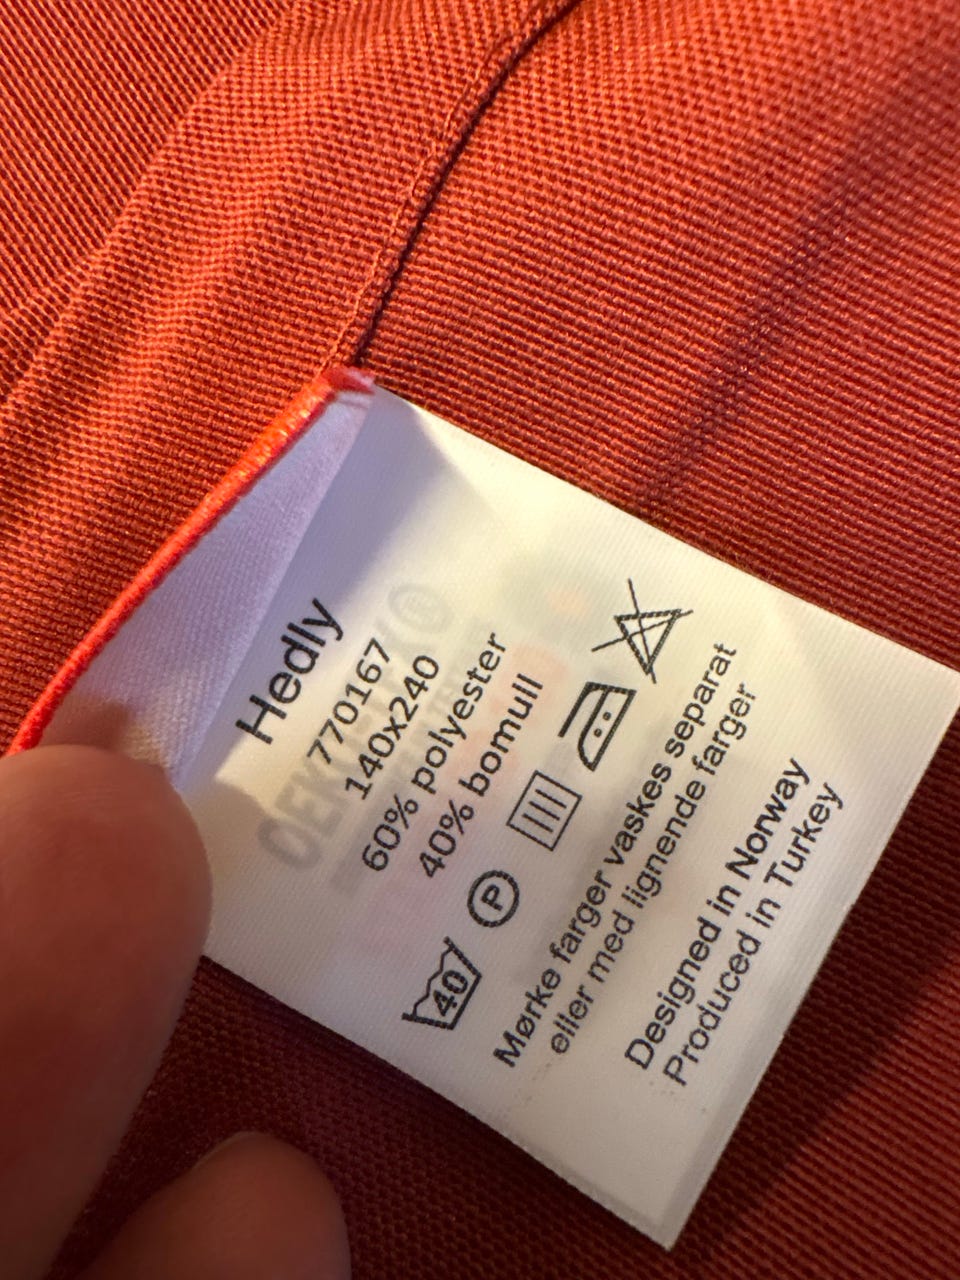 Hedly
770167
140x240
60% polyester
40% bomull
40 P
Mørke farger vaskes separat
eller med lignende farger
Designed in Norway
Produced in Turkey